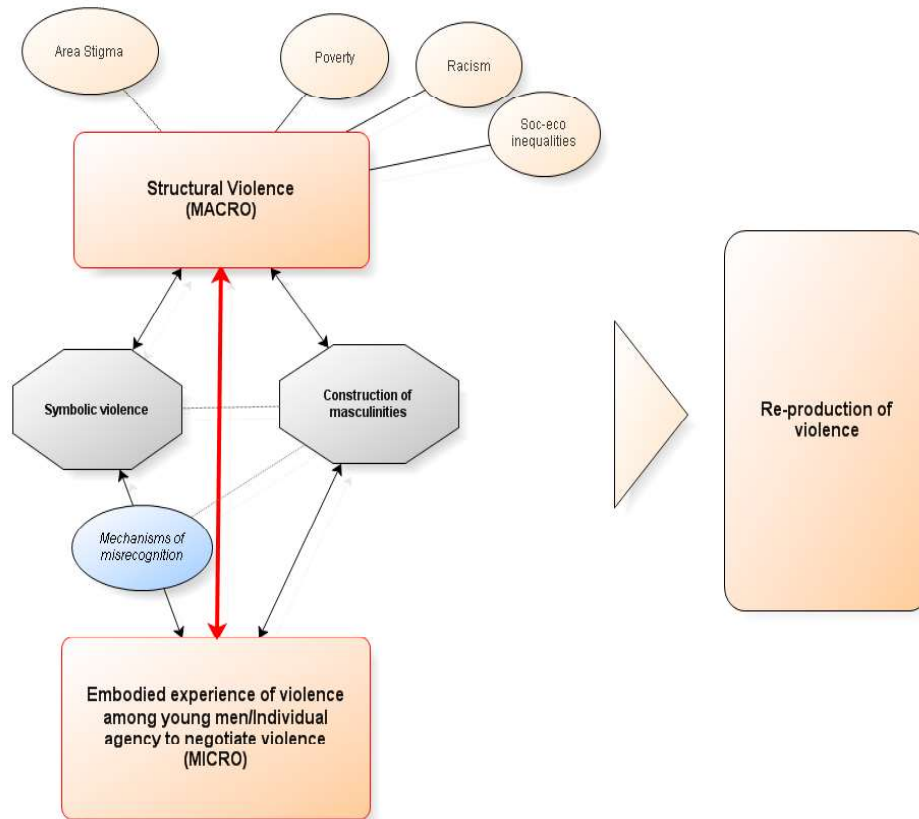 Area Stigma
Poverty
Racism
Soc-eco
inequalities
Structural Violence
(MACRO)
Symbolic violence
Construction of
masculinities
Re-production of
violence
Mechanisms of
misrecognition
Embodied experience of violence
among young men/Individual
agency to negotiate violence
(MICRO)